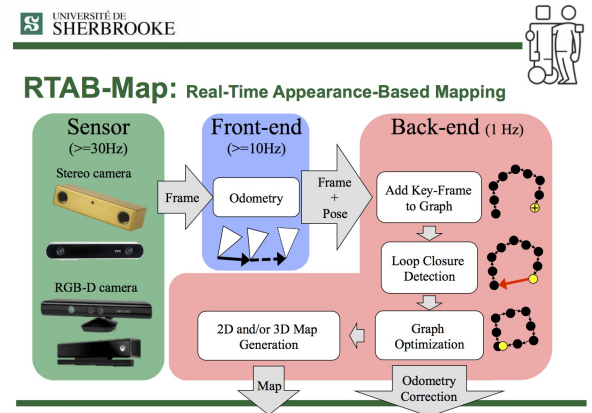 UNIVERSITÉ DE
SHERBROOKE
RTAB-Map: Real-Time Appearance-Based Mapping
Sensor
(>=30Hz)
Stereo camera
RGB-D camera
Frame
Front-end
(>=10Hz)
Odometry
Frame
+
Pose
Back-end (1 Hz)
Add Key-Frame
to Graph
Loop Closure
Detection
Graph
Optimization
2D and/or 3D Map
Generation
Map
Odometry
Correction